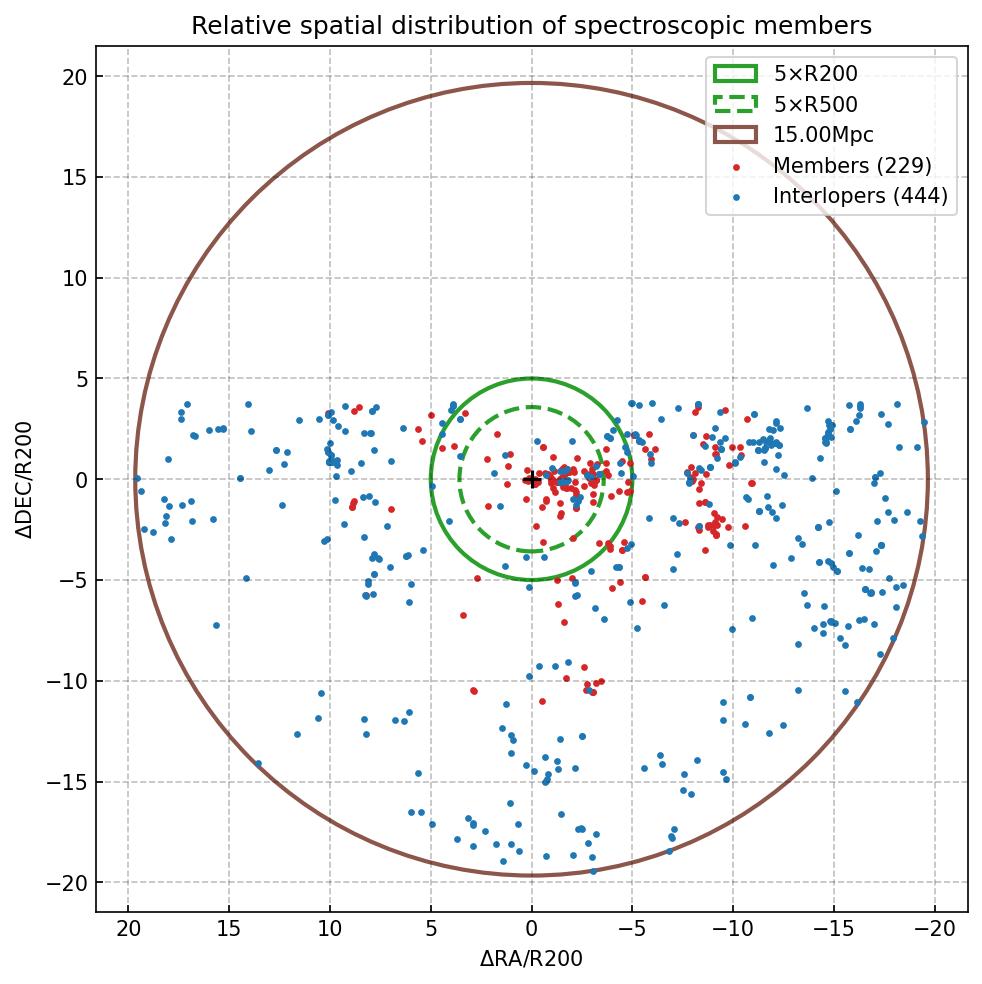 Relative spatial distribution of spectroscopic members
5×R200
5×R500
15.00Mpc
Members (229)
Interlopers (444)
20
15
10
5
0
−5
−10
−15
−20
ΔDEC/R200
20 15 10 5 0 −5 −10 −15 −20
ΔRA/R200